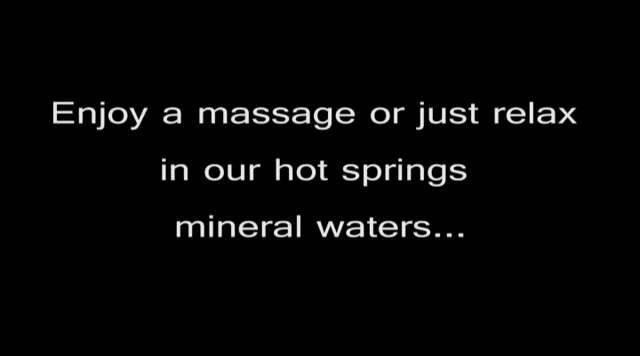 Enjoy a massage or just relax
in our hot springs
mineral waters...